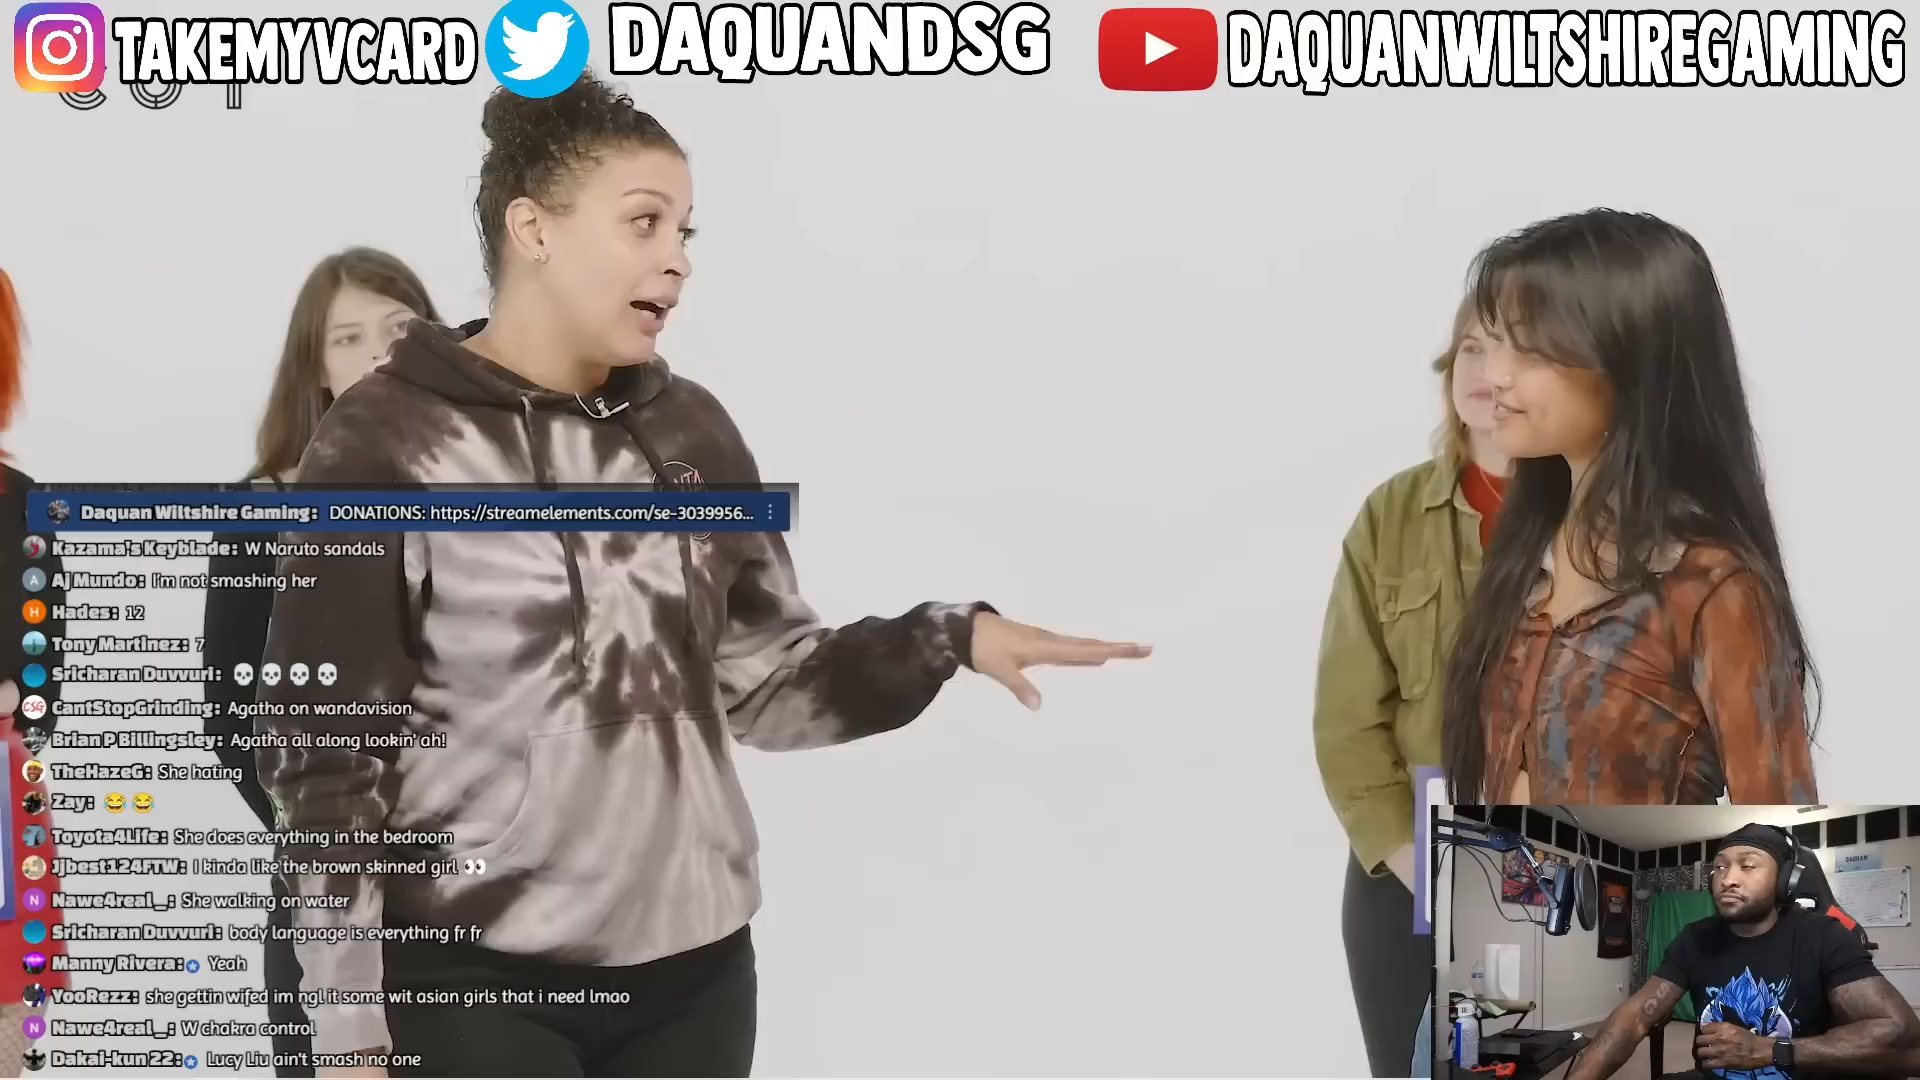 TAKEMYVCARD DAQUANDSG DAQUANWILTSHIREGAMING
CUT
Daquan Wiltshire Gaming: DONATIONS: https://streamelements.com/se-3039956...
Kazama's Keyblade: W Naruto sandals
A Aj Mundo: I'm not smashing her
H Hades: 12
Tony Martinez: 7
Sricharan Duvvuri: 💀 💀 💀 💀
CSG CantStopGrinding: Agatha on wandavision
Brian P Billingsley: Agatha all along lookin' ah!
TheHazeG: She hating
Zay: 😂 😂
Toyota4Life: She does everything in the bedroom
Jjbest124FTW: I kinda like the brown skinned girl 👀
N Nawe4real_: She walking on water
Sricharan Duvvuri: body language is everything fr fr
Manny Rivera: Yeah
YooRezz: she gettin wifed im ngl it some wit asian girls that i need lmao
N Nawe4real_: W chakra control
Dakai-kun 22: Lucy Liu ain't smash no one
DAQUAN